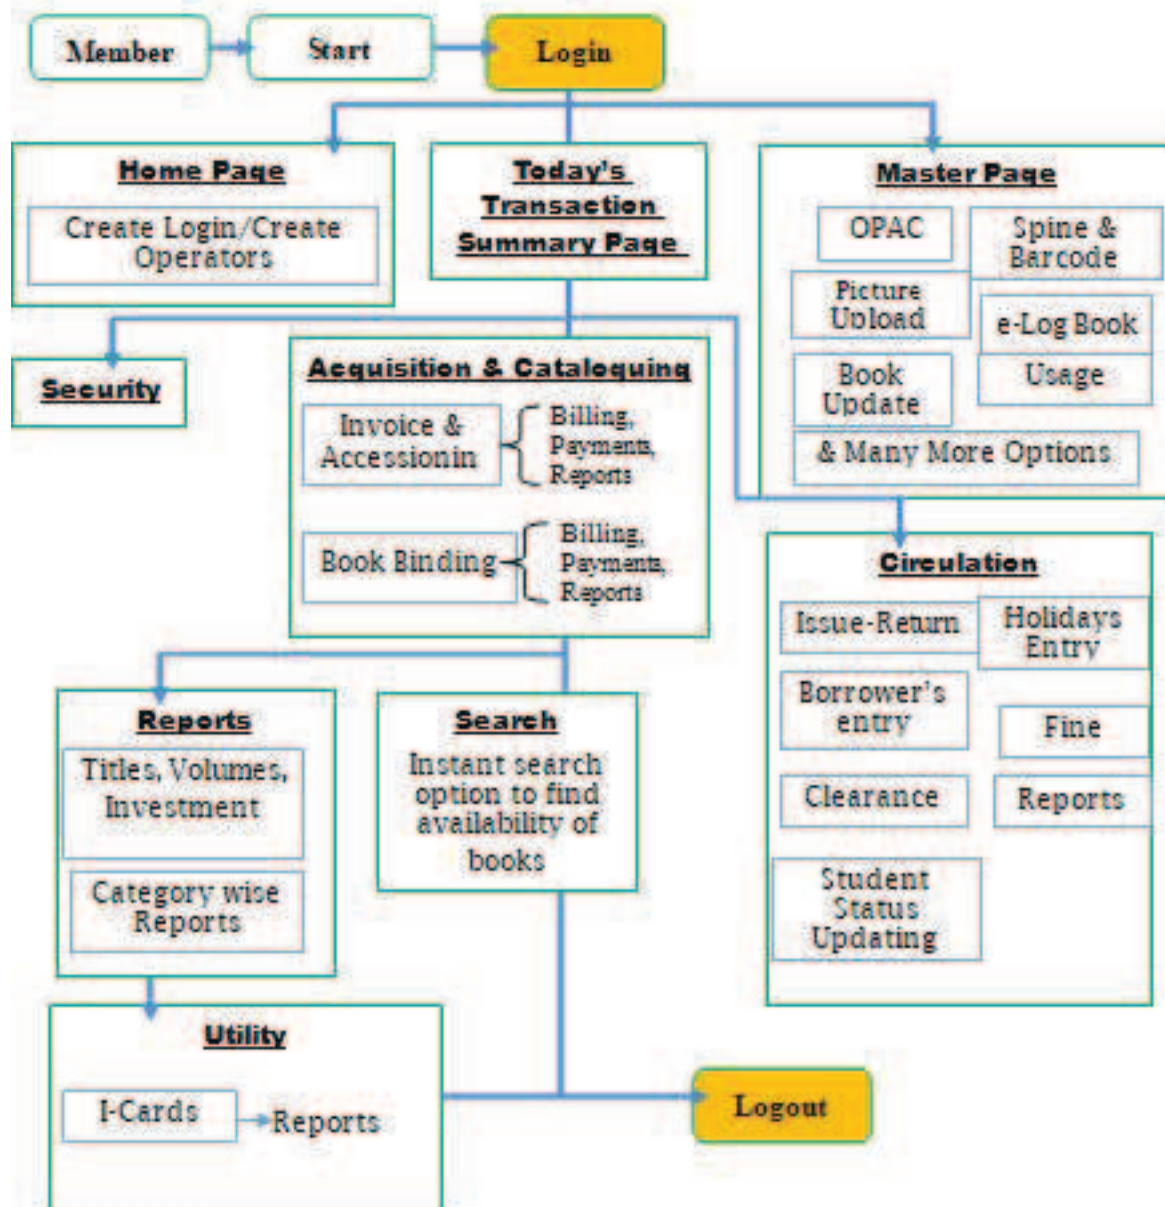 Member
Start
Login
Home Page
Create Login/Create
Operators
Today's
Transaction
Summary Page
Master Page
OPAC
Spine &
Barcode
Picture
Upload
e-Log Book
Book
Update
Usage
& Many More Options
Security
Acquisition & Cataloquing
Invoice &
Accessionin
Billing,
Payments,
Reports
Book Binding
Billing,
Payments,
Reports
Circulation
Issue-Return
Holidays
Entry
Borrower's
entry
Fine
Clearance
Reports
Student
Status
Updating
Reports
Titles, Volumes,
Investment
Category wise
Reports
Search
Instant search
option to find
availability of
books
Utility
I-Cards
Reports
Logout